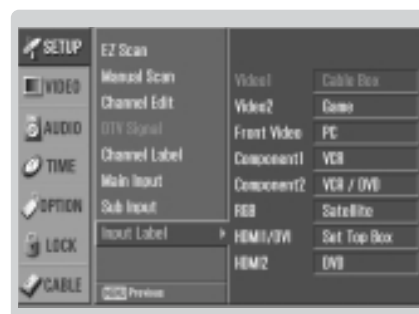 SETUP
VIDEO
AUDIO
TIME
OPTION
LOCK
CABLE
EZ Scan
Manual Scan
Channel Edit
DTV Signal
Channel Label
Main Input
Sub Input
Input Label
MENU Previous
Video1 Cable Box
Video2 Game
Front Video PC
Component1 VCR
Component2 VCR / DVD
RGB Satellite
HDMI1/DVI Set Top Box
HDMI2 DVD